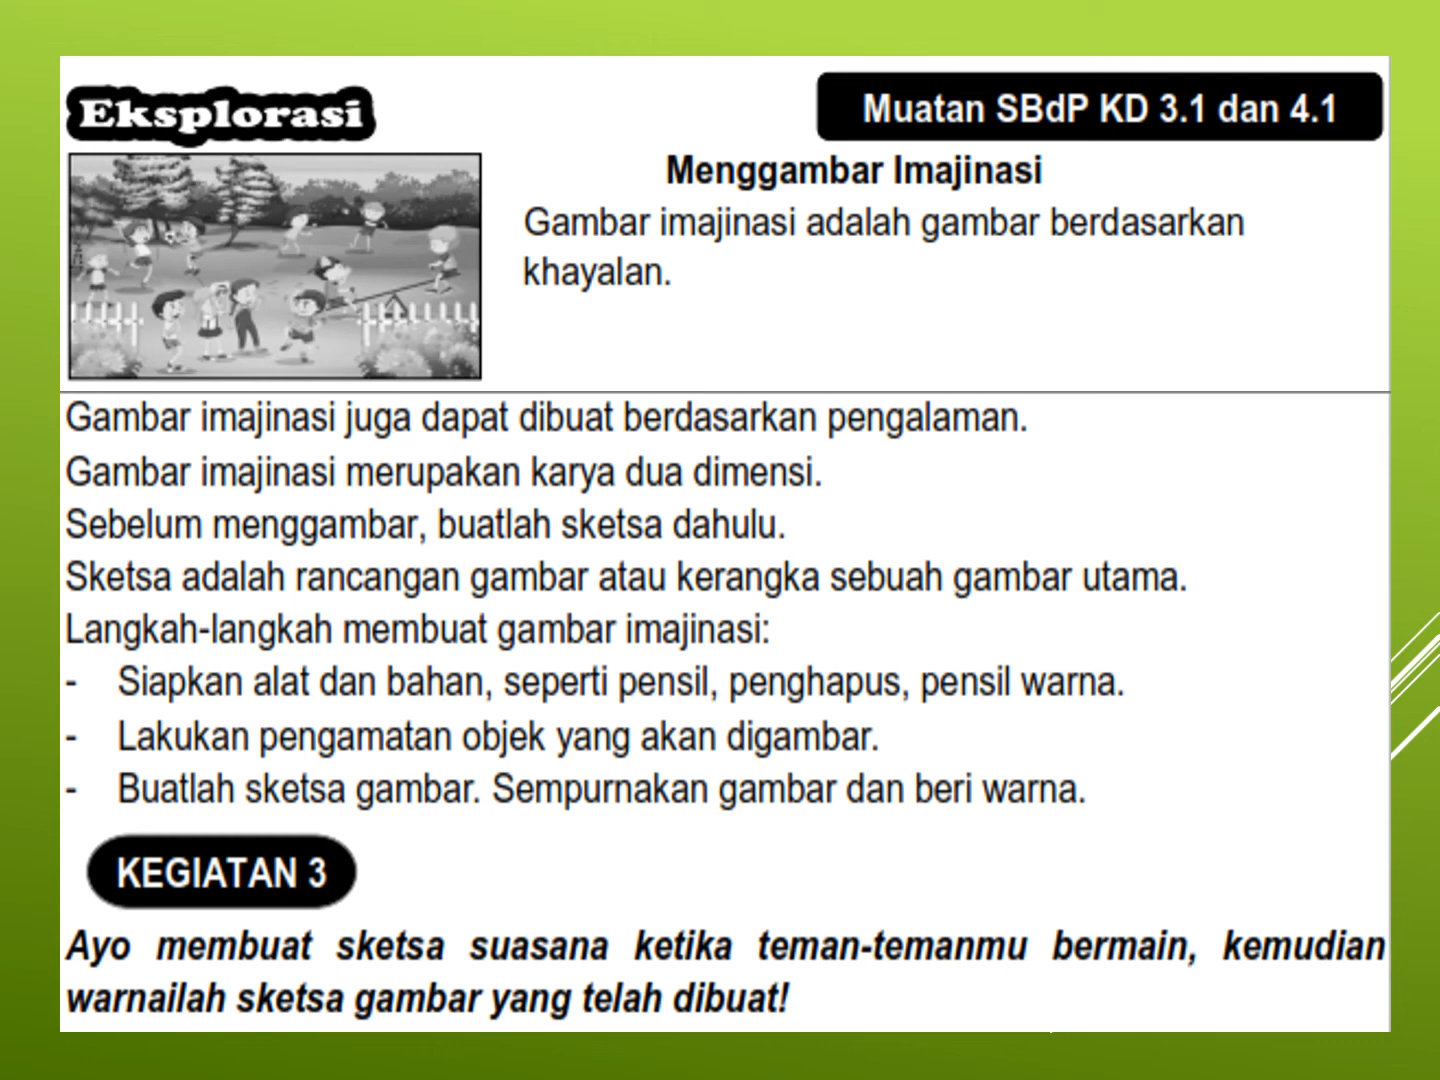 Eksplorasi
Muatan SBdP KD 3.1 dan 4.1
Menggambar Imajinasi
Gambar imajinasi adalah gambar berdasarkan
khayalan.
Gambar imajinasi juga dapat dibuat berdasarkan pengalaman.
Gambar imajinasi merupakan karya dua dimensi.
Sebelum menggambar, buatlah sketsa dahulu.
Sketsa adalah rancangan gambar atau kerangka sebuah gambar utama.
Langkah-langkah membuat gambar imajinasi:
- Siapkan alat dan bahan, seperti pensil, penghapus, pensil warna.
- Lakukan pengamatan objek yang akan digambar.
- Buatlah sketsa gambar. Sempurnakan gambar dan beri warna.
KEGIATAN 3
Ayo membuat sketsa suasana ketika teman-temanmu bermain, kemudian
warnailah sketsa gambar yang telah dibuat!